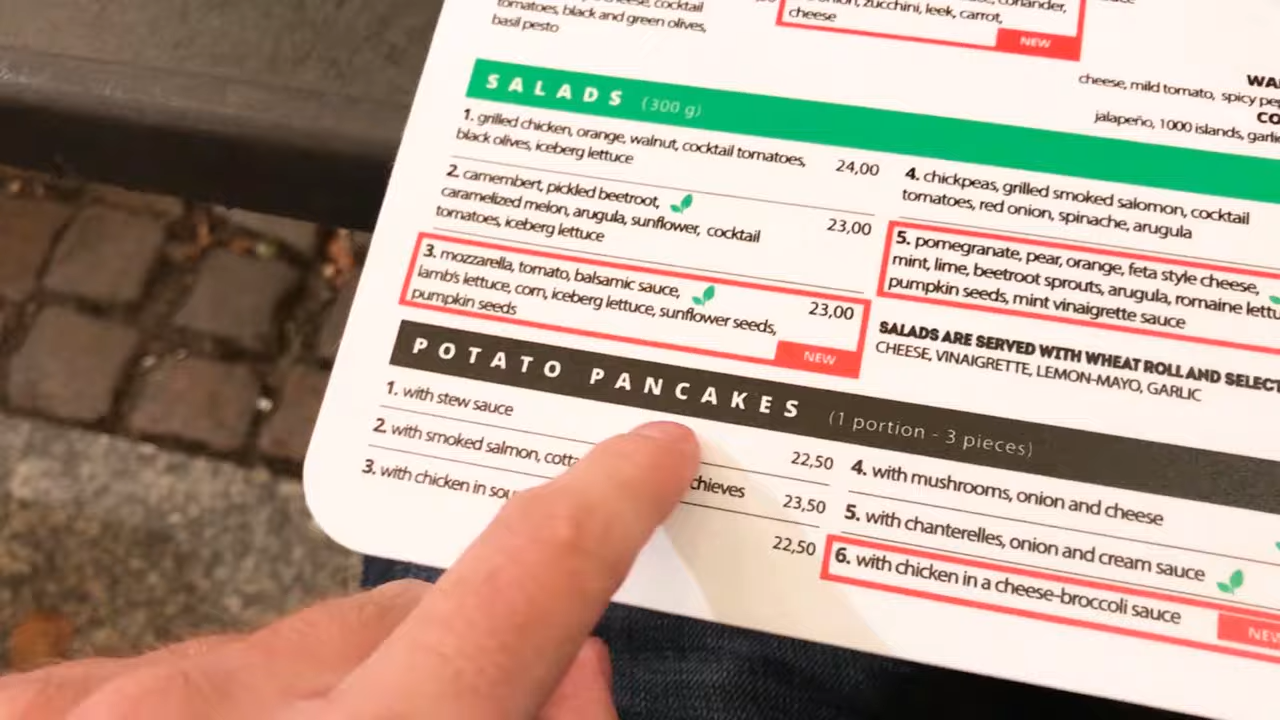 cheese, cocktail
tomatoes, black and green olives,
basil pesto
zucchini, leek, carrot,
cheese
NEW
cheese, mild tomato, spicy
jalapeño, 1000 islands,
SALADS (300 g)
1. grilled chicken, orange, walnut, cocktail tomatoes,
black olives, iceberg lettuce
24,00
2. camembert, pickled beetroot,
caramelized melon, arugula, sunflower, cocktail
tomatoes, iceberg lettuce
23,00
3. mozzarella, tomato, balsamic sauce,
lamb's lettuce, corn, iceberg lettuce, sunflower seeds,
pumpkin seeds
23,00
NEW
4. chickpeas, grilled smoked salomon, cocktail
tomatoes, red onion, spinache, arugula
5. pomegranate, pear, orange, feta style cheese,
mint, lime, beetroot sprouts, arugula, romaine
pumpkin seeds, mint vinaigrette sauce
SALADS ARE SERVED WITH WHEAT ROLL AND
CHEESE, VINAIGRETTE, LEMON-MAYO, GARLIC
POTATO PANCAKES (1 portion - 3 pieces)
1. with stew sauce
22,50
2. with smoked salmon, chieves
23,50
3. with chicken in
22,50
4. with mushrooms, onion and cheese
5. with chanterelles, onion and cream sauce
6. with chicken in a cheese-broccoli sauce
NEW